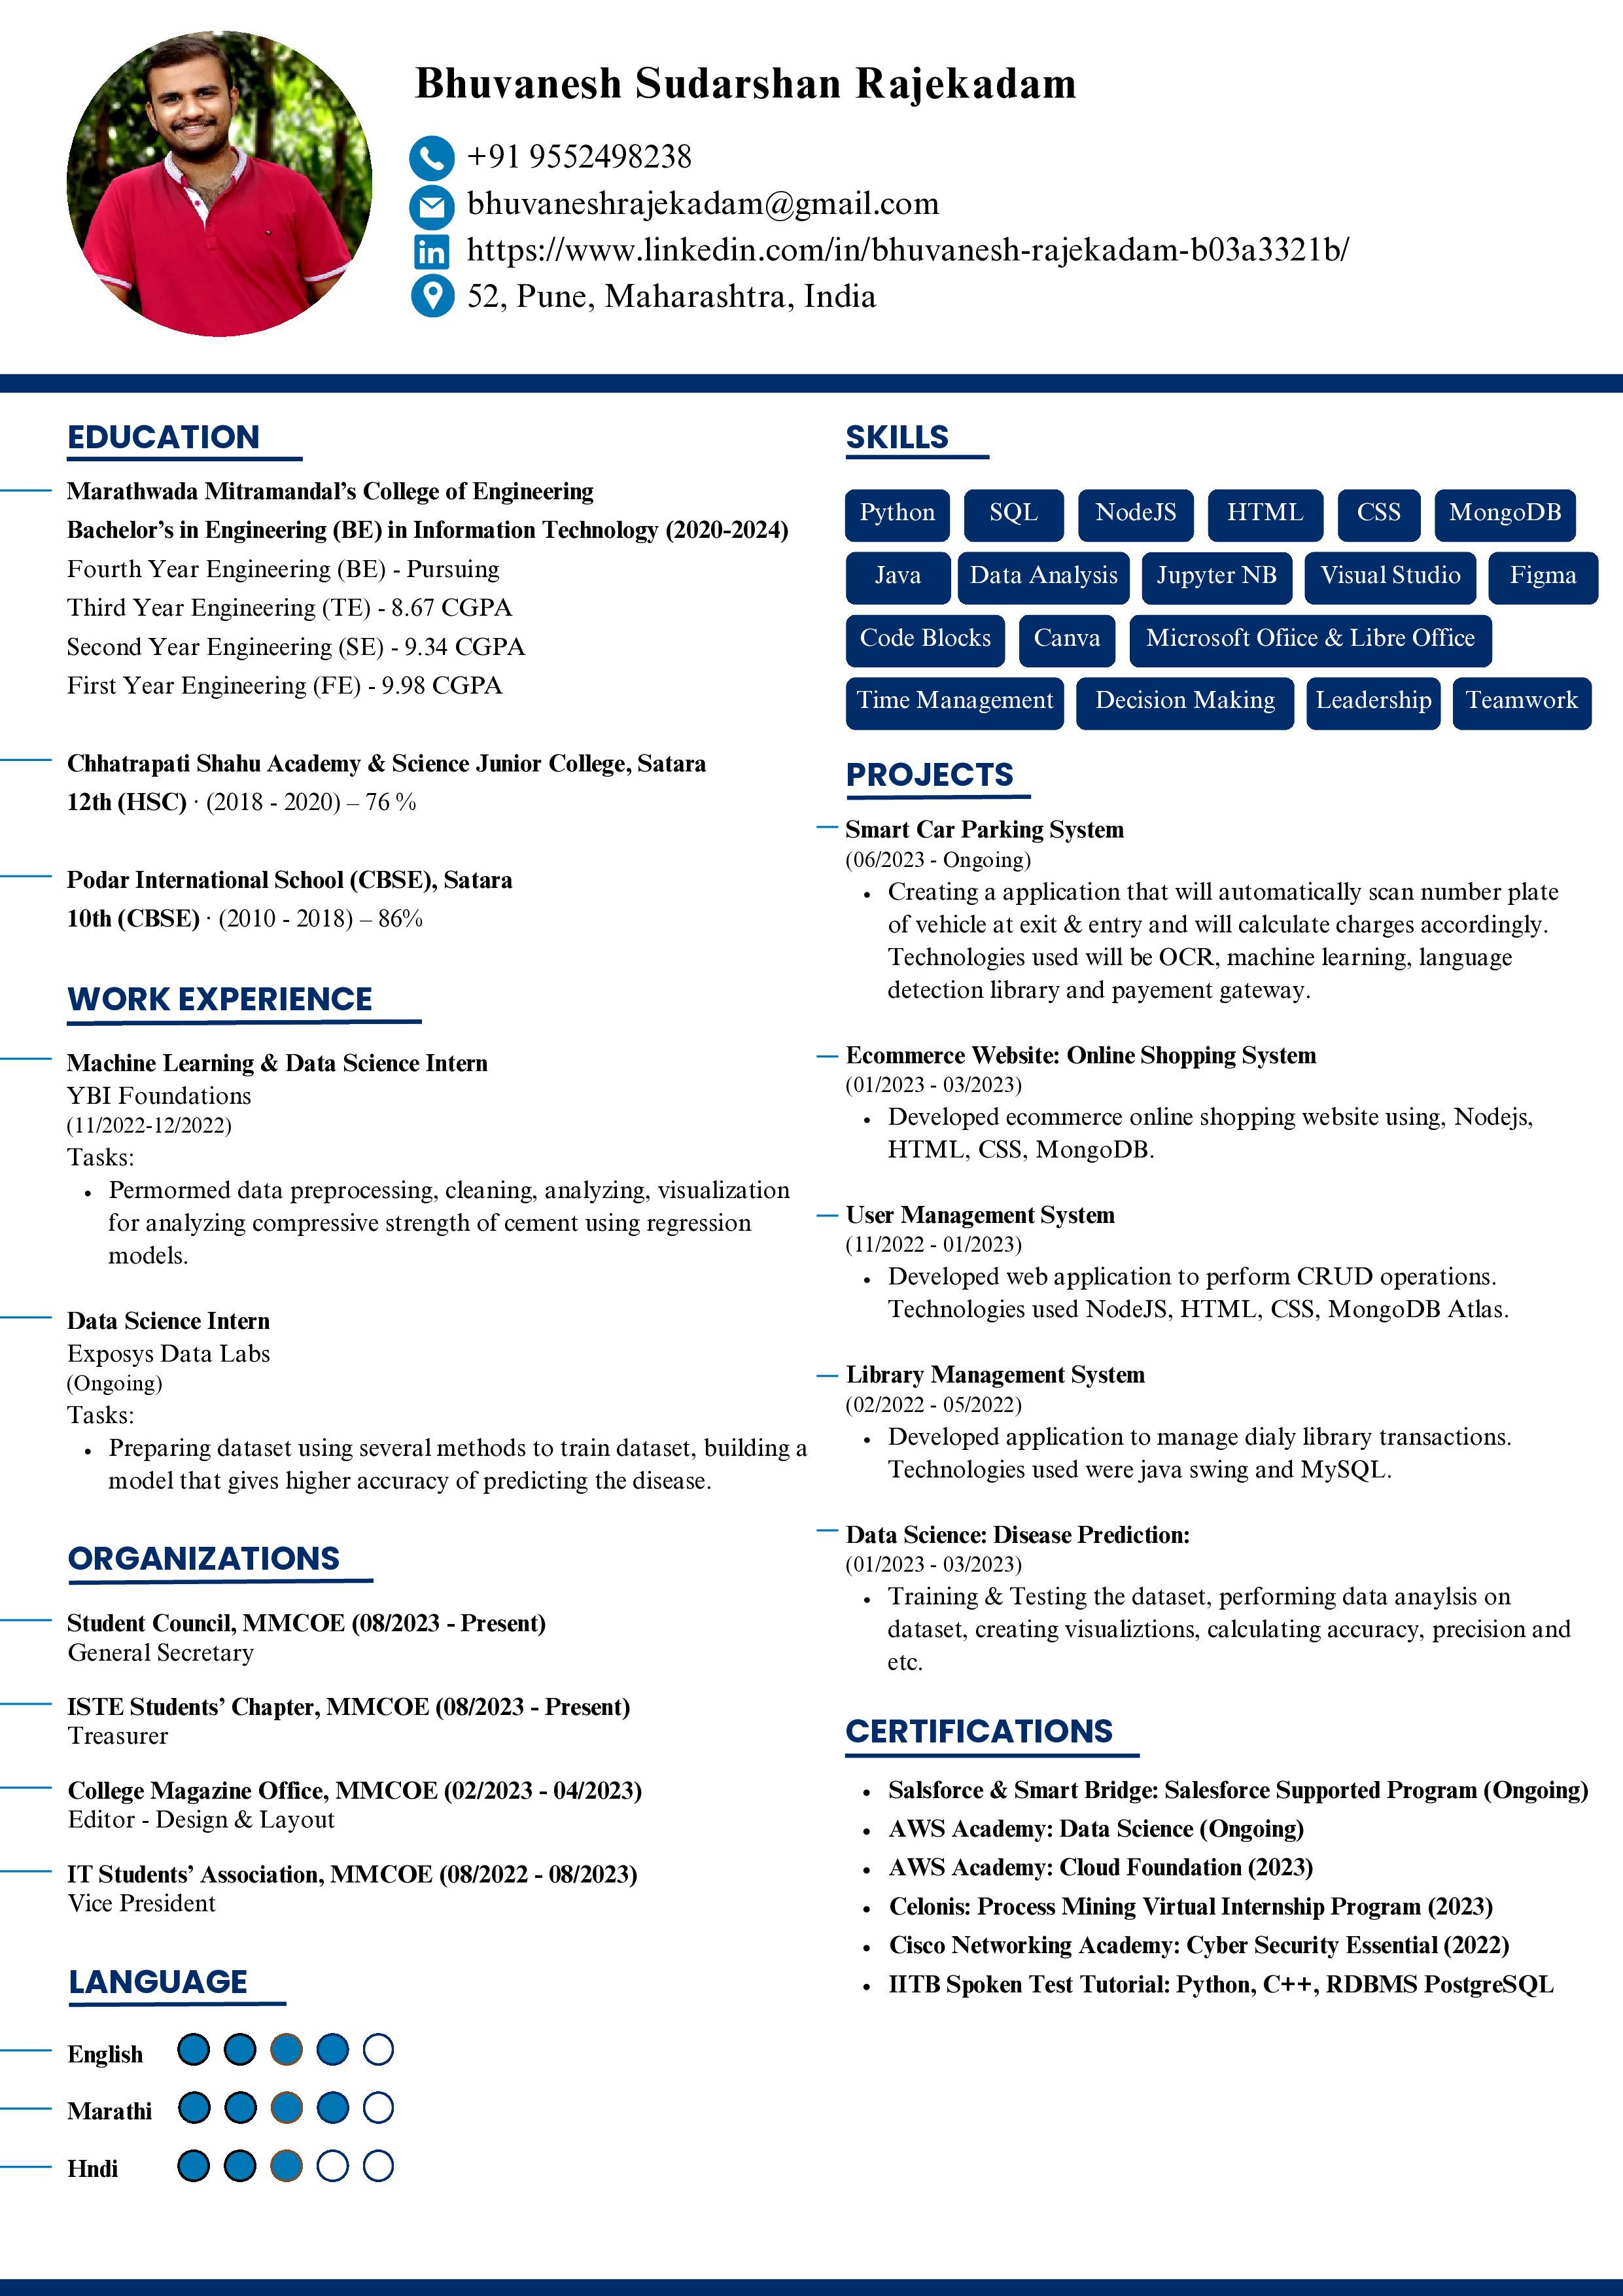 Bhuvanesh Sudarshan Rajekadam
+91 9552498238
bhuvaneshrajekadam@gmail.com
in https://www.linkedin.com/in/bhuvanesh-rajekadam-b03a3321b/
52, Pune, Maharashtra, India
EDUCATION
Marathwada Mitramandal's College of Engineering
Bachelor's in Engineering (BE) in Information Technology (2020-2024)
Fourth Year Engineering (BE) - Pursuing
Third Year Engineering (TE) - 8.67 CGPA
Second Year Engineering (SE) - 9.34 CGPA
First Year Engineering (FE) - 9.98 CGPA
Chhatrapati Shahu Academy & Science Junior College, Satara
12th (HSC) · (2018 - 2020) – 76 %
Podar International School (CBSE), Satara
10th (CBSE) · (2010 - 2018) – 86%
WORK EXPERIENCE
Machine Learning & Data Science Intern
YBI Foundations
(11/2022-12/2022)
Tasks:
• Permormed data preprocessing, cleaning, analyzing, visualization
for analyzing compressive strength of cement using regression
models.
Data Science Intern
Exposys Data Labs
(Ongoing)
Tasks:
• Preparing dataset using several methods to train dataset, building a
model that gives higher accuracy of predicting the disease.
ORGANIZATIONS
Student Council, MMCOE (08/2023 - Present)
General Secretary
ISTE Students' Chapter, MMCOE (08/2023 - Present)
Treasurer
College Magazine Office, MMCOE (02/2023 - 04/2023)
Editor - Design & Layout
IT Students' Association, MMCOE (08/2022 - 08/2023)
Vice President
LANGUAGE
English
Marathi
Hndi
SKILLS
Python SQL NodeJS HTML CSS MongoDB
Java Data Analysis Jupyter NB Visual Studio Figma
Code Blocks Canva Microsoft Ofiice & Libre Office
Time Management Decision Making Leadership Teamwork
PROJECTS
Smart Car Parking System
(06/2023 - Ongoing)
• Creating a application that will automatically scan number plate
of vehicle at exit & entry and will calculate charges accordingly.
Technologies used will be OCR, machine learning, language
detection library and payement gateway.
Ecommerce Website: Online Shopping System
(01/2023 - 03/2023)
• Developed ecommerce online shopping website using, Nodejs,
HTML, CSS, MongoDB.
User Management System
(11/2022 - 01/2023)
• Developed web application to perform CRUD operations.
Technologies used NodeJS, HTML, CSS, MongoDB Atlas.
Library Management System
(02/2022 - 05/2022)
• Developed application to manage dialy library transactions.
Technologies used were java swing and MySQL.
Data Science: Disease Prediction:
(01/2023 - 03/2023)
• Training & Testing the dataset, performing data anaylsis on
dataset, creating visualiztions, calculating accuracy, precision and
etc.
CERTIFICATIONS
• Salsforce & Smart Bridge: Salesforce Supported Program (Ongoing)
• AWS Academy: Data Science (Ongoing)
• AWS Academy: Cloud Foundation (2023)
• Celonis: Process Mining Virtual Internship Program (2023)
• Cisco Networking Academy: Cyber Security Essential (2022)
• IITB Spoken Test Tutorial: Python, C++, RDBMS PostgreSQL